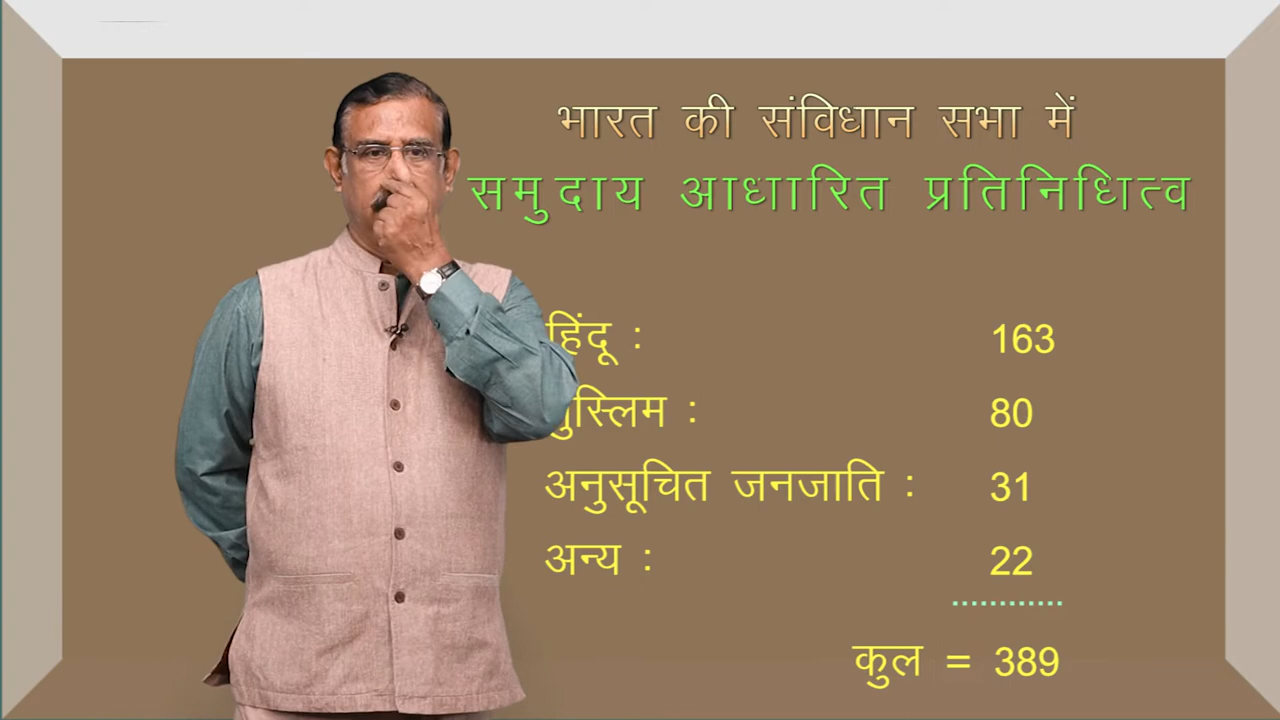 भारत की संविधान सभा में
समुदाय आधारित प्रतिनिधित्व
हिंदू : 163
मुस्लिम : 80
अनुसूचित जनजाति : 31
अन्य : 22
............
कुल = 389